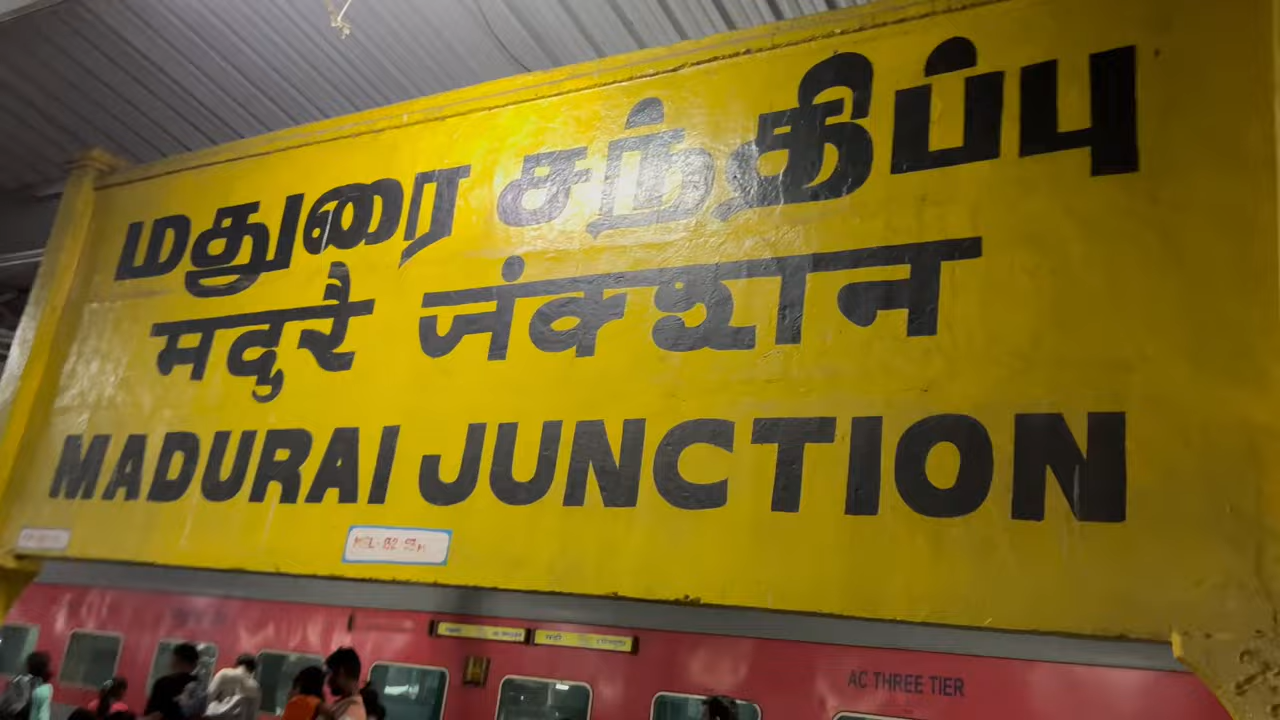 மதுரை சந்திப்பு
मदुरै जंक्शन
MADURAI JUNCTION
AC THREE TIER